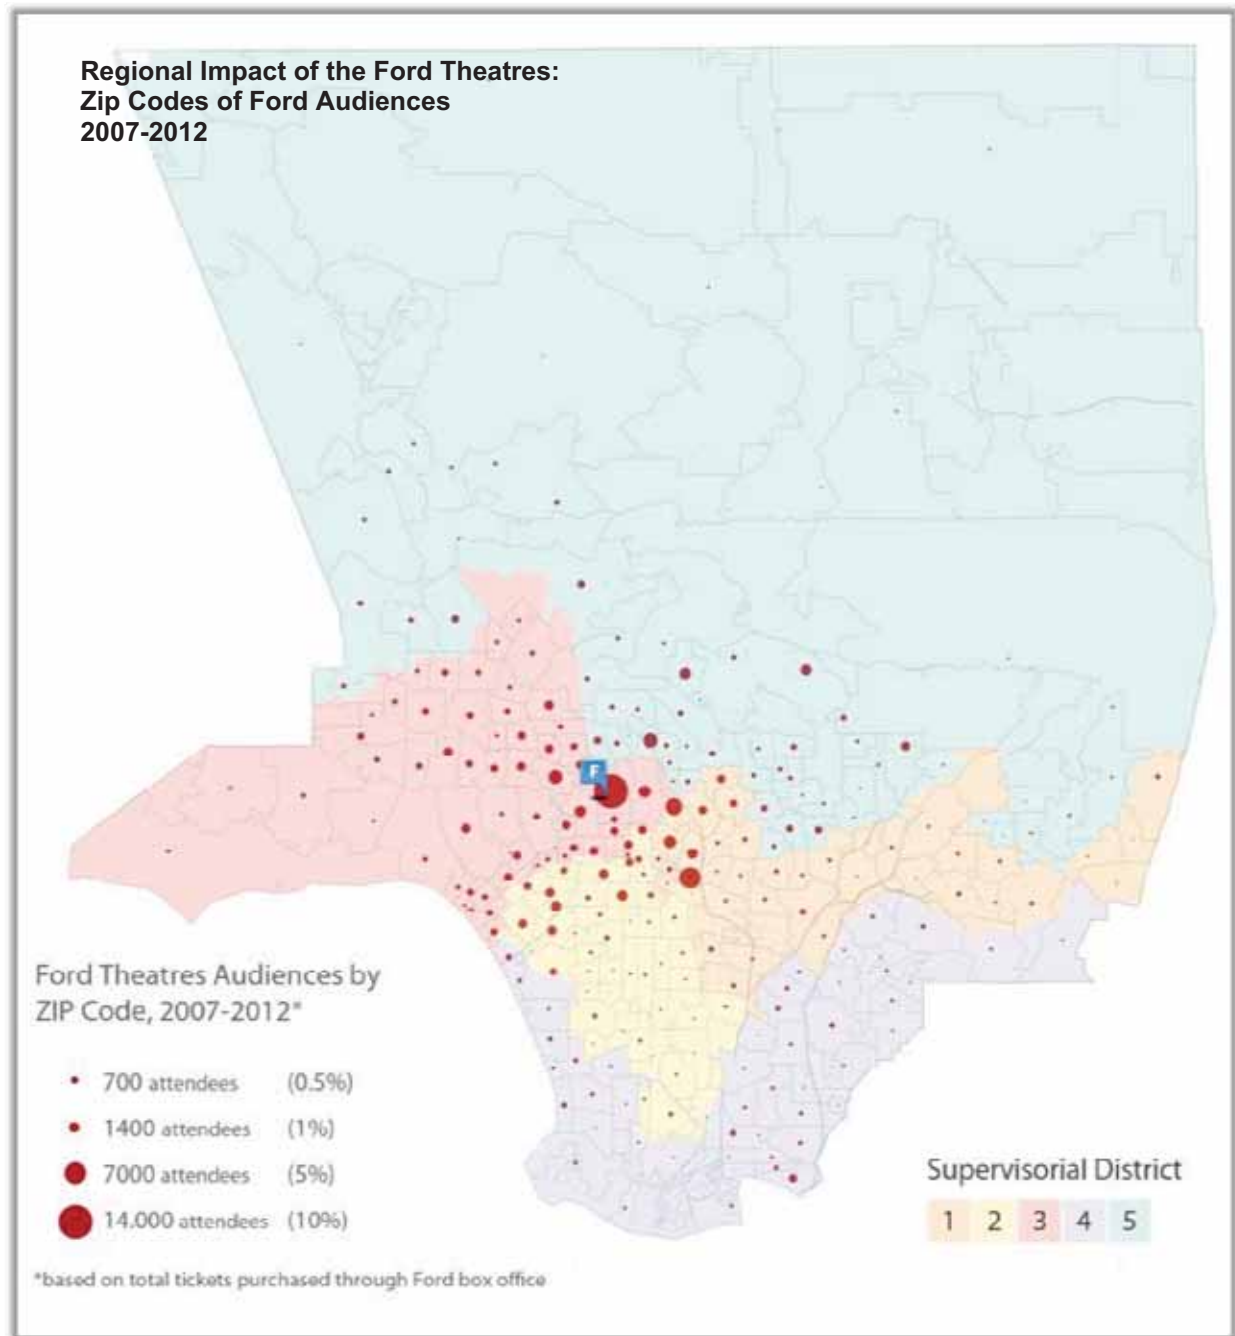 Regional Impact of the Ford Theatres:
Zip Codes of Ford Audiences
2007-2012
F
Ford Theatres Audiences by
ZIP Code, 2007-2012*
700 attendees (0.5%)
1400 attendees (1%)
7000 attendees (5%)
14.000 attendees (10%)
*based on total tickets purchased through Ford box office
Supervisorial District
1 2 3 4 5